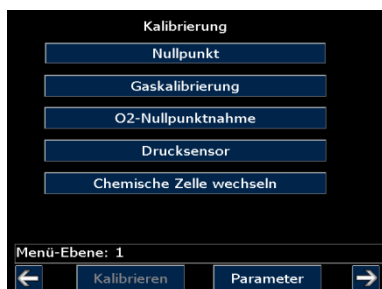 Kalibrierung
Nullpunkt
Gaskalibrierung
O2-Nullpunktnahme
Drucksensor
Chemische Zelle wechseln
Menü-Ebene: 1
Kalibrieren Parameter